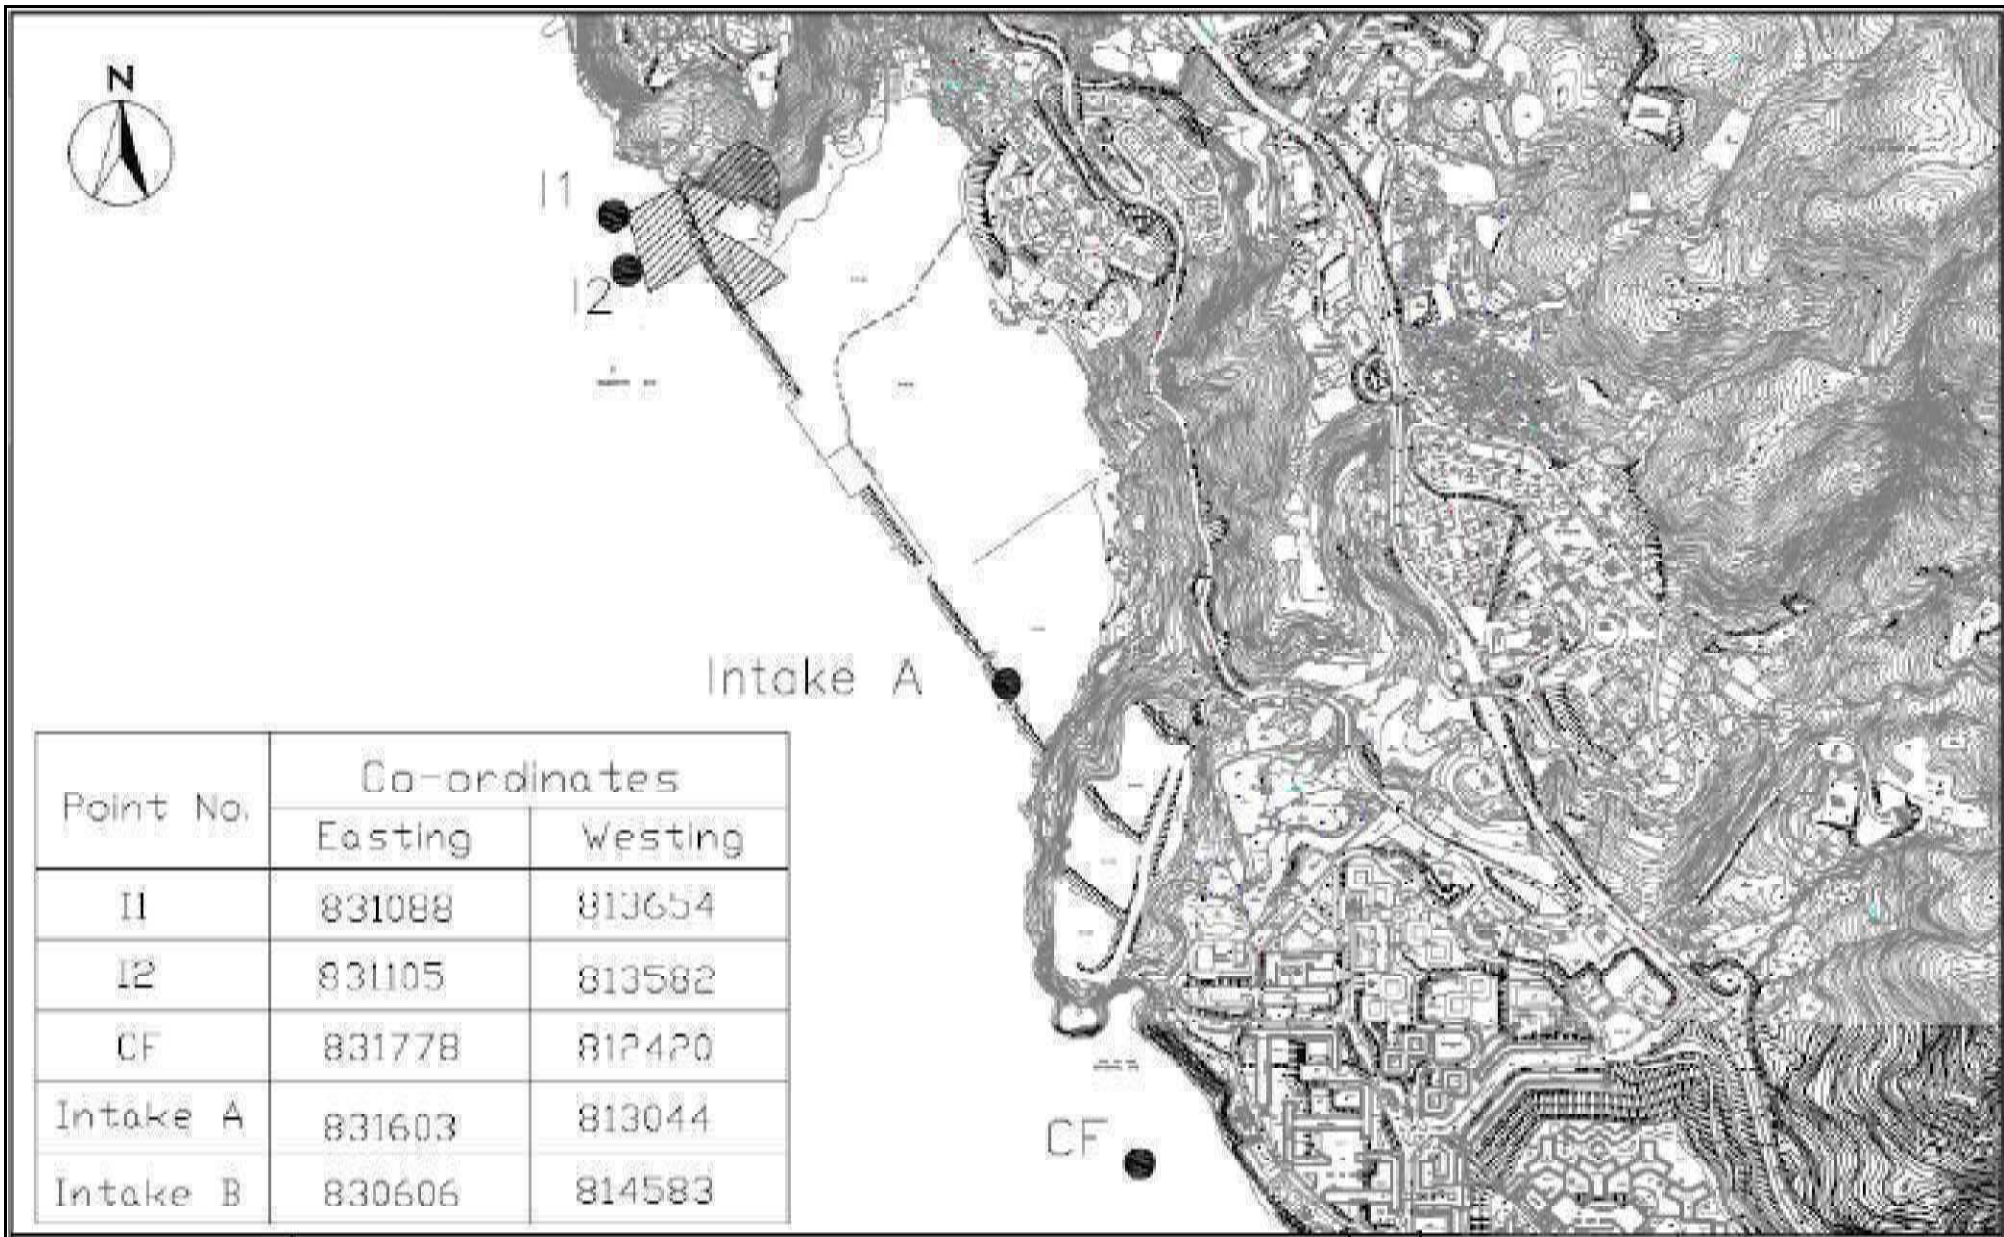 N
I1
I2
Intake A
Point No.
Co-ordinates
Easting
Westing
I1
831088
813654
I2
831105
813582
CF
831778
812420
Intake A
831603
813044
Intake B
830606
814583
CF